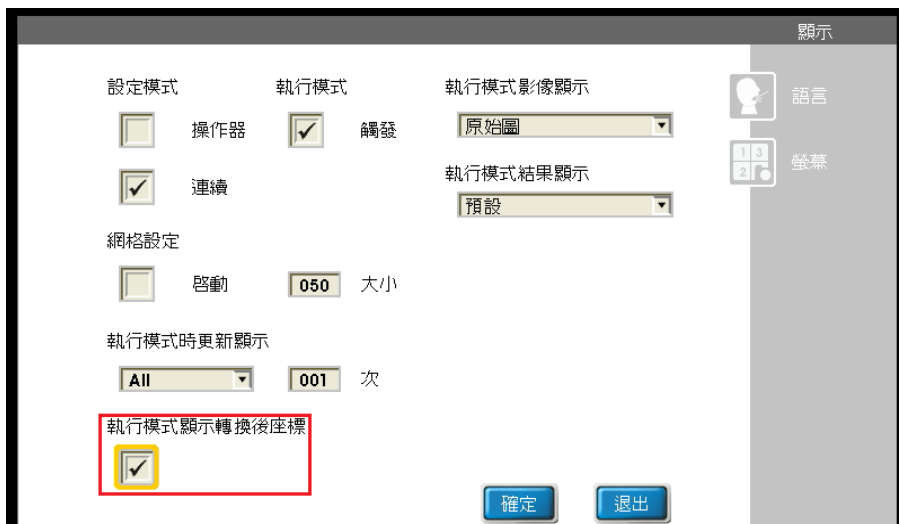 顯示
設定模式
執行模式
執行模式影像顯示
語言
操作器
觸發
原始圖
螢幕
1 3
2
連續
執行模式結果顯示
預設
網格設定
啓動
050
大小
執行模式時更新顯示
All
001
次
執行模式顯示轉換後座標
確定
退出